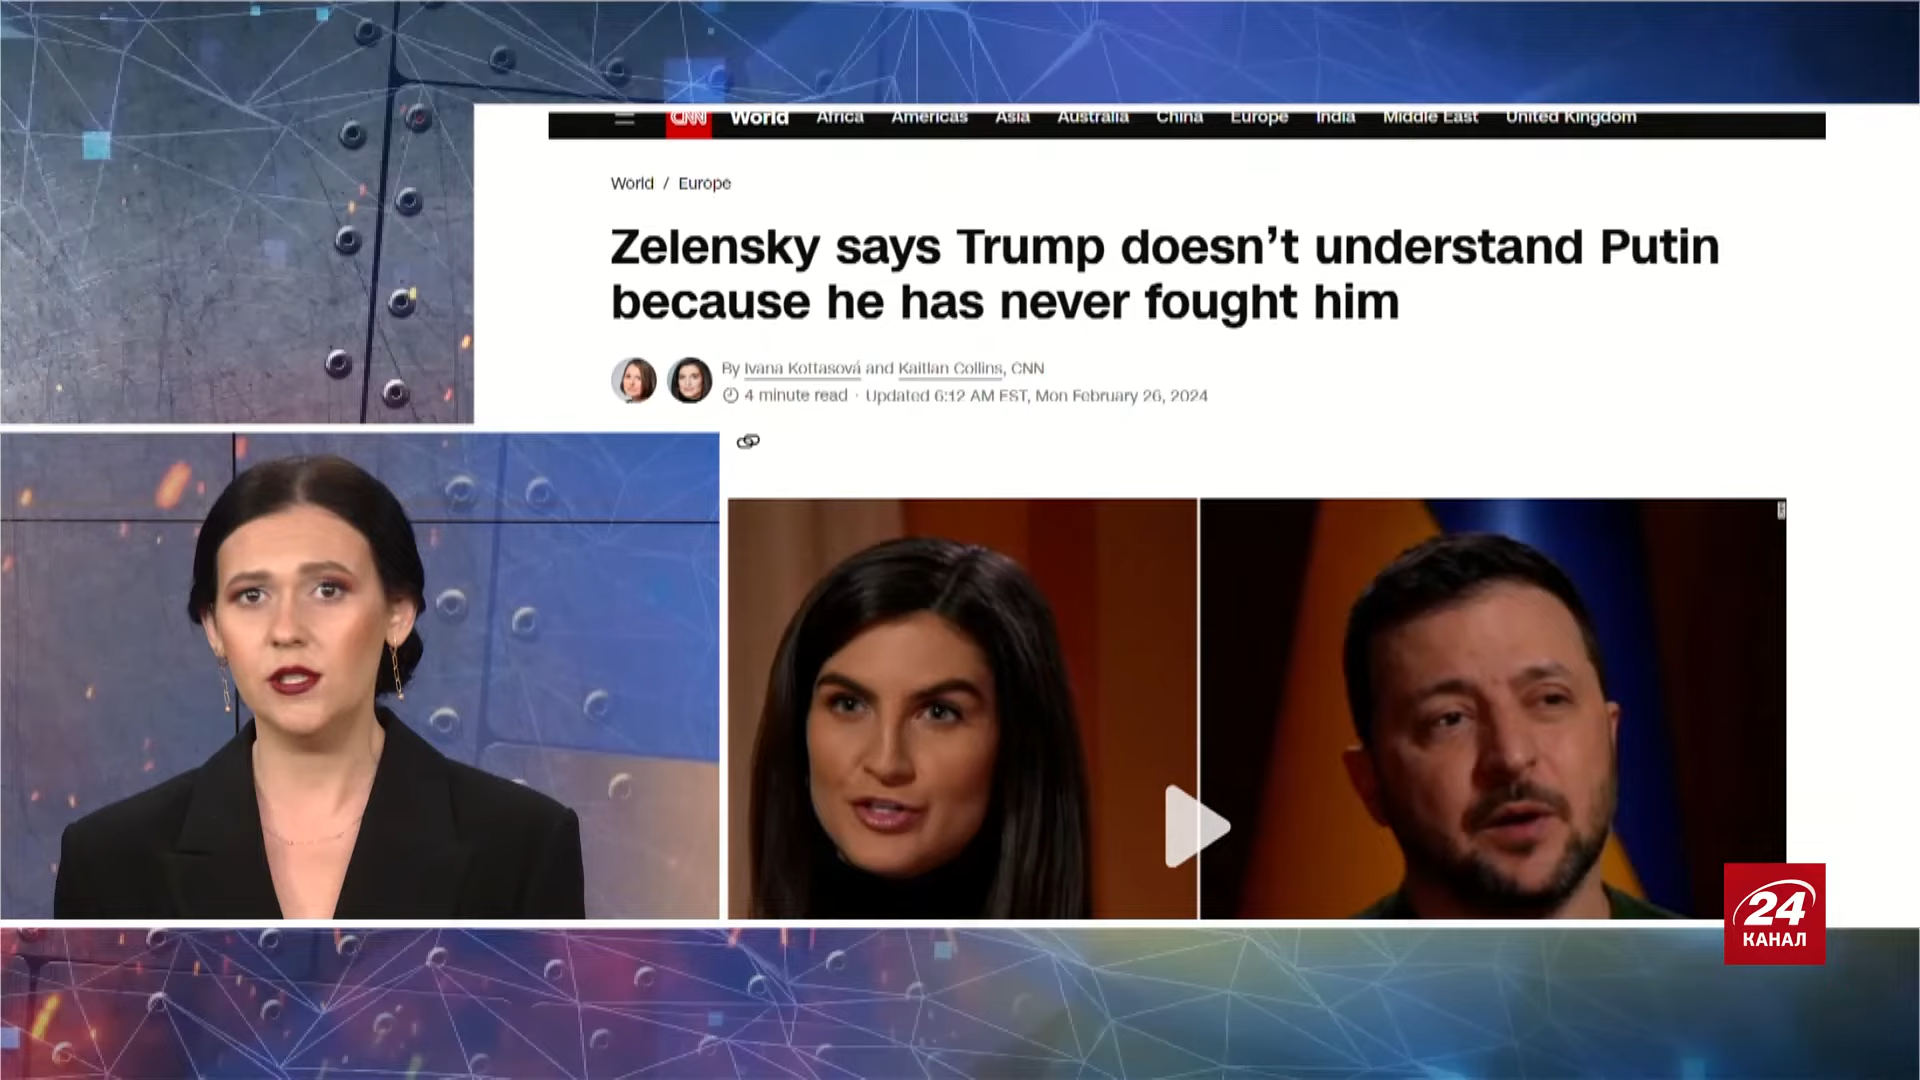 CNN World Africa Americas Asia Australia China Europe India Middle East United Kingdom
World / Europe
Zelensky says Trump doesn’t understand Putin
because he has never fought him
By Ivana Kottasová and Kaitlan Collins, CNN
4 minute read · Updated 6:12 AM EST, Mon February 26, 2024
24
КАНАЛ